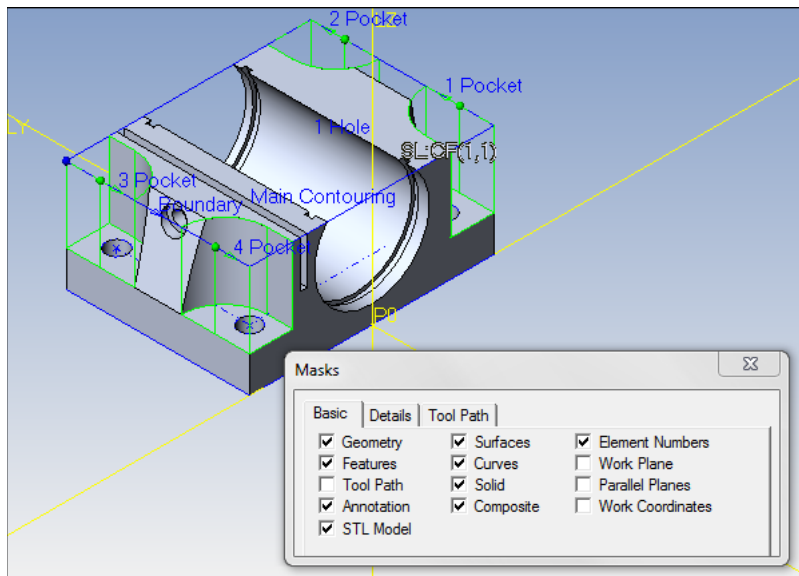 2 Pocket
LZ
1 Pocket
LY
1 Hole
SL:CF(1,1)
3 Pocket
Boundary
Main Contouring
4 Pocket
P0
Masks
Basic
Details
Tool Path
Geometry
Surfaces
Element Numbers
Features
Curves
Work Plane
Tool Path
Solid
Parallel Planes
Annotation
Composite
Work Coordinates
STL Model